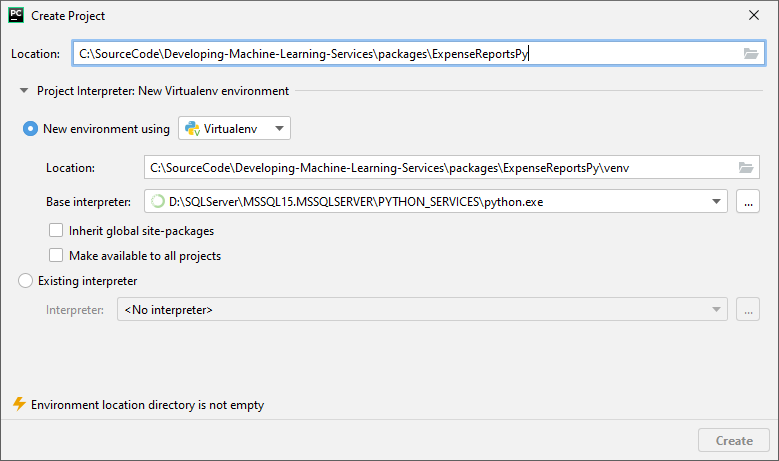 PC
Create Project
Location: C:\SourceCode\Developing-Machine-Learning-Services\packages\ExpenseReportsPy
Project Interpreter: New Virtualenv environment
New environment using Virtualenv
Location: C:\SourceCode\Developing-Machine-Learning-Services\packages\ExpenseReportsPy\venv
Base interpreter: D:\SQLServer\MSSQL15.MSSQLSERVER\PYTHON_SERVICES\python.exe ...
Inherit global site-packages
Make available to all projects
Existing interpreter
Interpreter: <No interpreter> ...
Environment location directory is not empty
Create